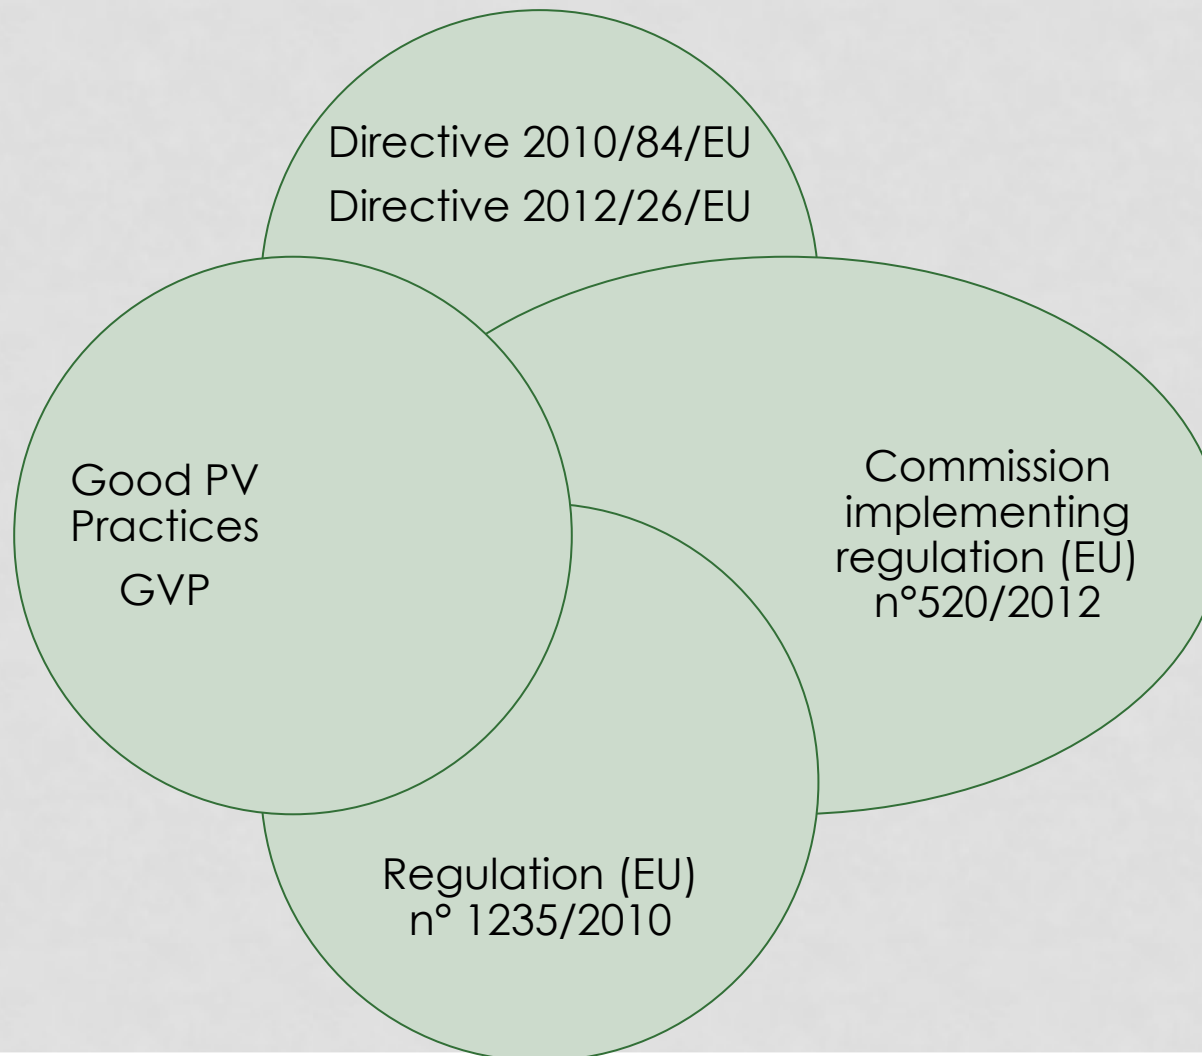 Directive 2010/84/EU
Directive 2012/26/EU
Good PV
Practices
GVP
Commission
implementing
regulation (EU)
n°520/2012
Regulation (EU)
n° 1235/2010